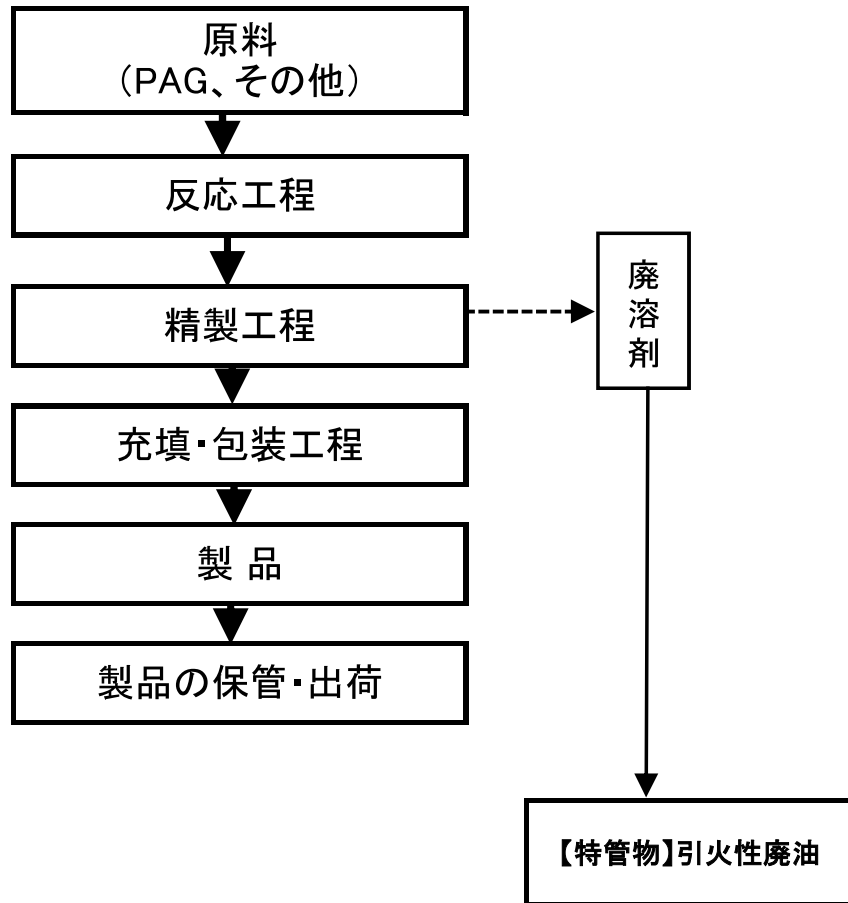 原料
(PAG、その他)
反応工程
精製工程
充填・包装工程
製 品
製品の保管・出荷
廃溶剤
【特管物】引火性廃油